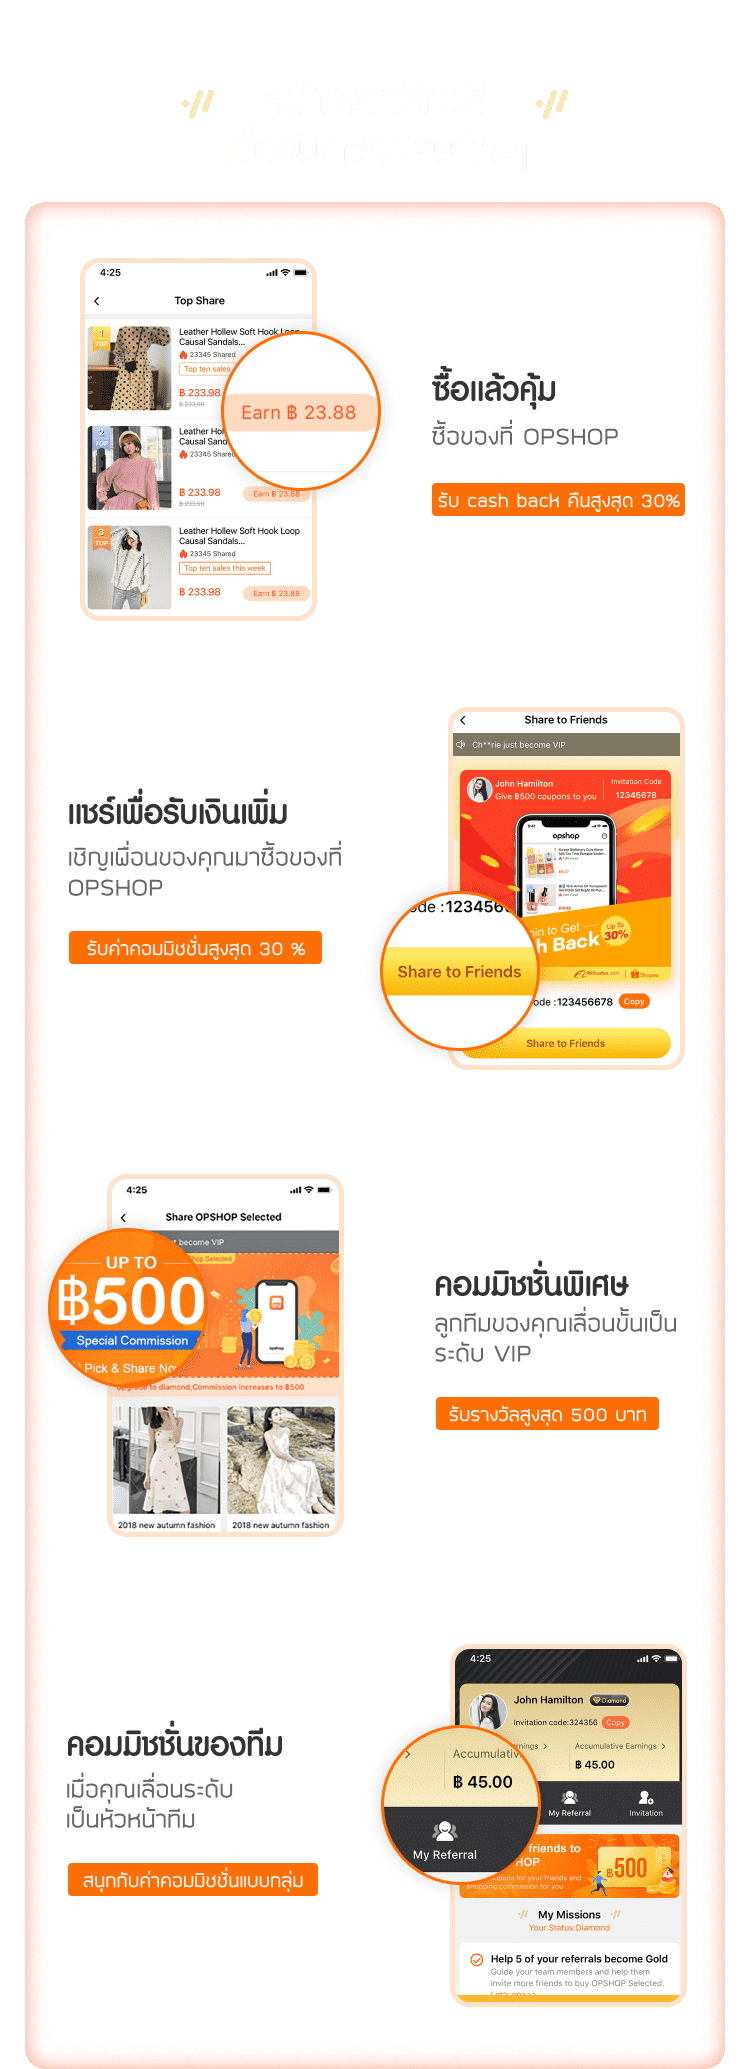 4:25
Top Share
1
TOP
Leather Hollew Soft Hook Loop
Causal Sandals...
23345 Shared
Top ten sales
฿ 233.98
฿ 233.98
Earn ฿ 23.88
2
TOP
Leather Hol
Causal Sand
23345 Shared
฿ 233.98
฿ 233.98
Earn ฿ 23.88
3
TOP
Leather Hollew Soft Hook Loop
Causal Sandals...
23345 Shared
Top ten sales this week
฿ 233.98
Earn ฿ 23.88
ซื้อแล้วคุ้ม
ซื้อของที่ OPSHOP
รับ cash back คืนสูงสุด 30%
แชร์เพื่อรับเงินเพิ่ม
เชิญเพื่อนของคุณมาซื้อของที่
OPSHOP
รับค่าคอมมิชชั่นสูงสุด 30 %
Share to Friends
Ch**rie just become VIP
John Hamilton
Give ฿500 coupons to you
Invitation Code
12345678
opshop
oin to Get
h Back
Up To
30%
Alibaba.com
Shopee
ode :123456
Share to Friends
ode :123456678
Copy
Share to Friends
4:25
Share OPSHOP Selected
st become VIP
Shop Selected
UP TO
฿500
Special Commission
Pick & Share No
opshop
Upgrade to diamond,Commission increases to ฿500
2018 new autumn fashion
2018 new autumn fashion
คอมมิชชั่นพิเศษ
ลูกทีมของคุณเลื่อนขั้นเป็น
ระดับ VIP
รับรางวัลสูงสุด 500 บาท
คอมมิชชั่นของทีม
เมื่อคุณเลื่อนระดับ
เป็นหัวหน้าทีม
สนุกกับค่าคอมมิชชั่นแบบกลุ่ม
4:25
John Hamilton
Diamond
Invitation code:324356
Copy
rnings >
Accumulative Earnings >
฿ 45.00
Accumulativ
฿ 45.00
My Referral
My Referral
Invitation
friends to
HOP
฿500
oupons for your friends and
shopping commission for you
My Missions
Your Status:Diamond
Help 5 of your referrals become Gold
Guide your team members and help them
invite more friends to buy OPSHOP Selected.
Let's go>>>